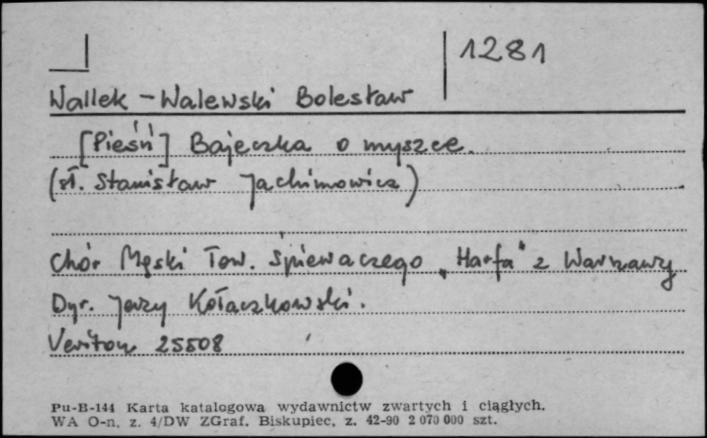 1281
Wallek-Walewski Bolesław
[Pieśń] Bajeczka o myszce.
(sł. Stanisław Jachimowicz)
Chór Męski Tow. śpiewaczego "Harfa" z Warszawy
Dyr. Jerzy Kołaczkowski.
Veriton 25508
Pu-B-144 Karta katalogowa wydawnictw zwartych i ciągłych.
WA O-n. z. 4/DW ZGraf. Biskupiec, z. 42-90 2 070 000 szt.